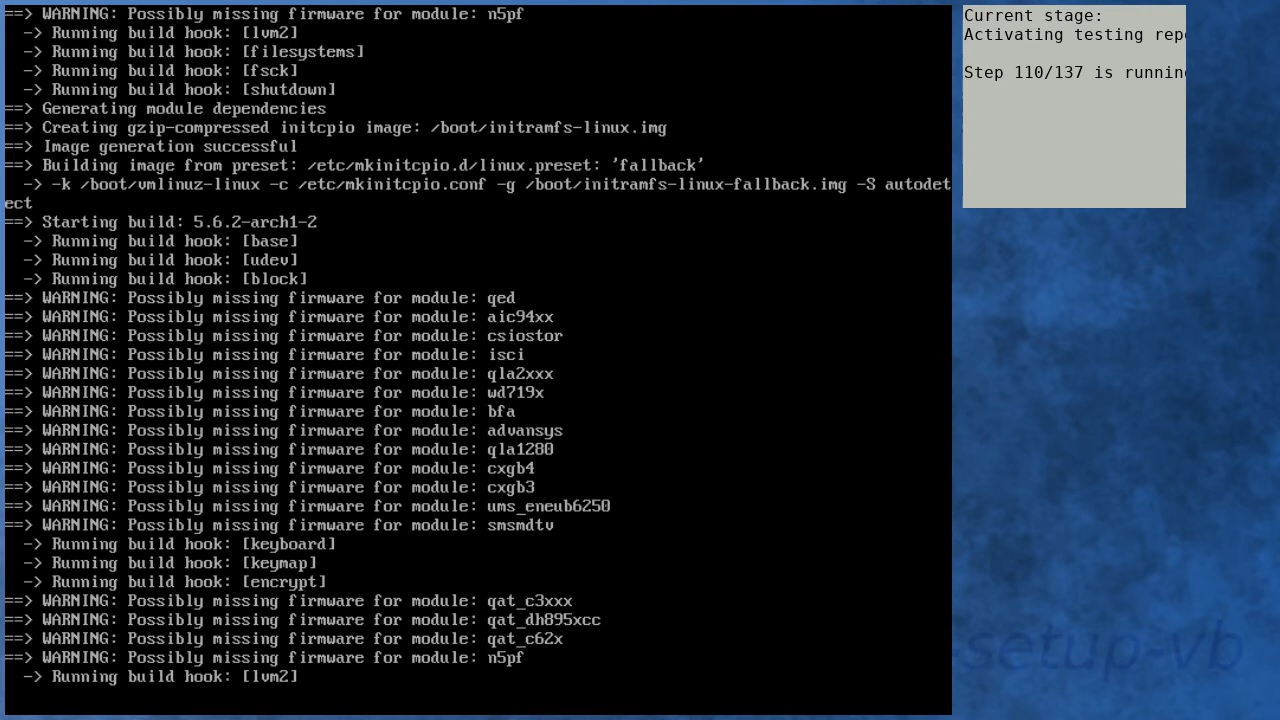 ==> WARNING: Possibly missing firmware for module: n5pf
  -> Running build hook: [lvm2]
  -> Running build hook: [filesystems]
  -> Running build hook: [fsck]
  -> Running build hook: [shutdown]
==> Generating module dependencies
==> Creating gzip-compressed initcpio image: /boot/initramfs-linux.img
==> Image generation successful
==> Building image from preset: /etc/mkinitcpio.d/linux.preset: 'fallback'
  -> -k /boot/vmlinuz-linux -c /etc/mkinitcpio.conf -g /boot/initramfs-linux-fallback.img -S autodet
ect
==> Starting build: 5.6.2-arch1-2
  -> Running build hook: [base]
  -> Running build hook: [udev]
  -> Running build hook: [block]
==> WARNING: Possibly missing firmware for module: qed
==> WARNING: Possibly missing firmware for module: aic94xx
==> WARNING: Possibly missing firmware for module: csiostor
==> WARNING: Possibly missing firmware for module: isci
==> WARNING: Possibly missing firmware for module: qla2xxx
==> WARNING: Possibly missing firmware for module: wd719x
==> WARNING: Possibly missing firmware for module: bfa
==> WARNING: Possibly missing firmware for module: advansys
==> WARNING: Possibly missing firmware for module: qla1280
==> WARNING: Possibly missing firmware for module: cxgb4
==> WARNING: Possibly missing firmware for module: cxgb3
==> WARNING: Possibly missing firmware for module: ums_eneub6250
==> WARNING: Possibly missing firmware for module: smsmdtv
  -> Running build hook: [keyboard]
  -> Running build hook: [keymap]
  -> Running build hook: [encrypt]
==> WARNING: Possibly missing firmware for module: qat_c3xxx
==> WARNING: Possibly missing firmware for module: qat_dh895xcc
==> WARNING: Possibly missing firmware for module: qat_c62x
==> WARNING: Possibly missing firmware for module: n5pf
  -> Running build hook: [lvm2]
Current stage:
Activating testing repo
Step 110/137 is running
setup-vb